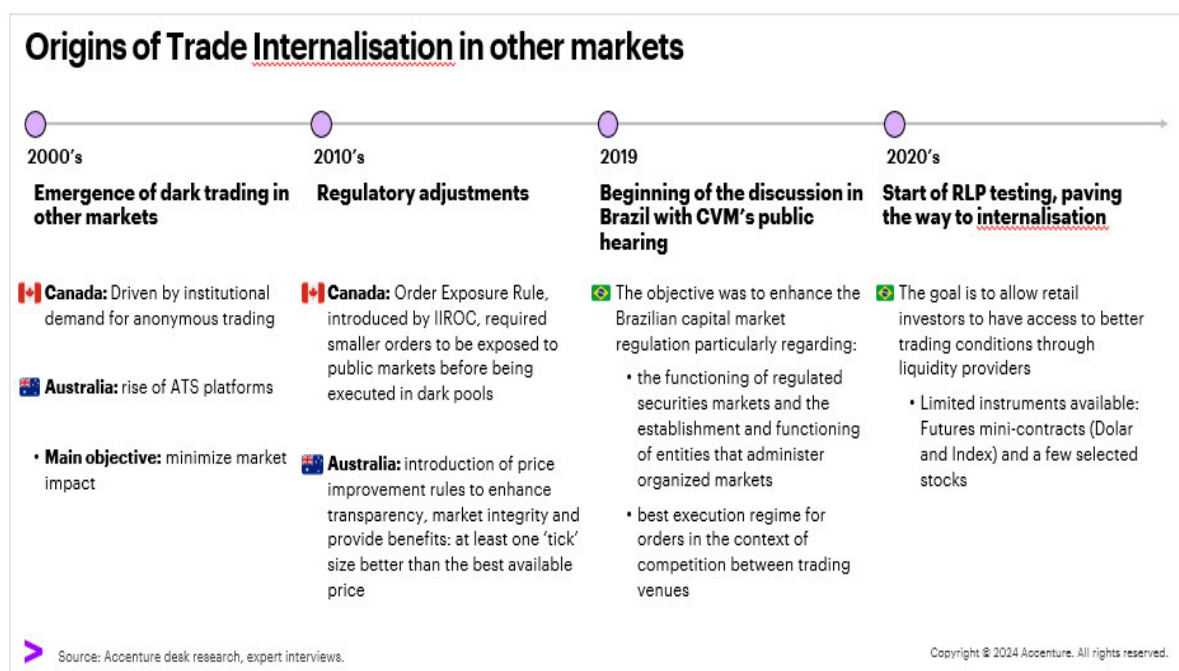 Origins of Trade Internalisation in other markets
2000's
Emergence of dark trading in
other markets
Canada: Driven by institutional
demand for anonymous trading
Australia: rise of ATS platforms
• Main objective: minimize market
impact
2010's
Regulatory adjustments
Canada: Order Exposure Rule,
introduced by IIROC, required
smaller orders to be exposed to
public markets before being
executed in dark pools
Australia: introduction of price
improvement rules to enhance
transparency, market integrity and
provide benefits: at least one 'tick'
size better than the best available
price
2019
Beginning of the discussion in
Brazil with CVM's public
hearing
The objective was to enhance the
Brazilian capital market
regulation particularly regarding:
• the functioning of regulated
securities markets and the
establishment and functioning
of entities that administer
organized markets
• best execution regime for
orders in the context of
competition between trading
venues
2020's
Start of RLP testing, paving
the way to internalisation
The goal is to allow retail
investors to have access to better
trading conditions through
liquidity providers
• Limited instruments available:
Futures mini-contracts (Dolar
and Index) and a few selected
stocks
Source: Accenture desk research, expert interviews.
Copyright © 2024 Accenture. All rights reserved.